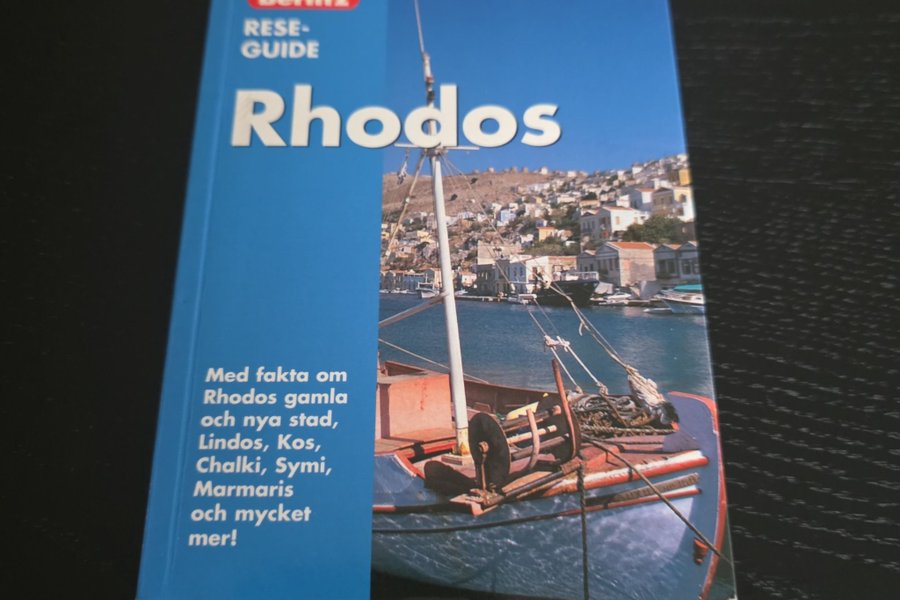 Berlitz
RESE-
GUIDE
Rhodos
Med fakta om
Rhodos gamla
och nya stad,
Lindos, Kos,
Chalki, Symi,
Marmaris
och mycket
mer!